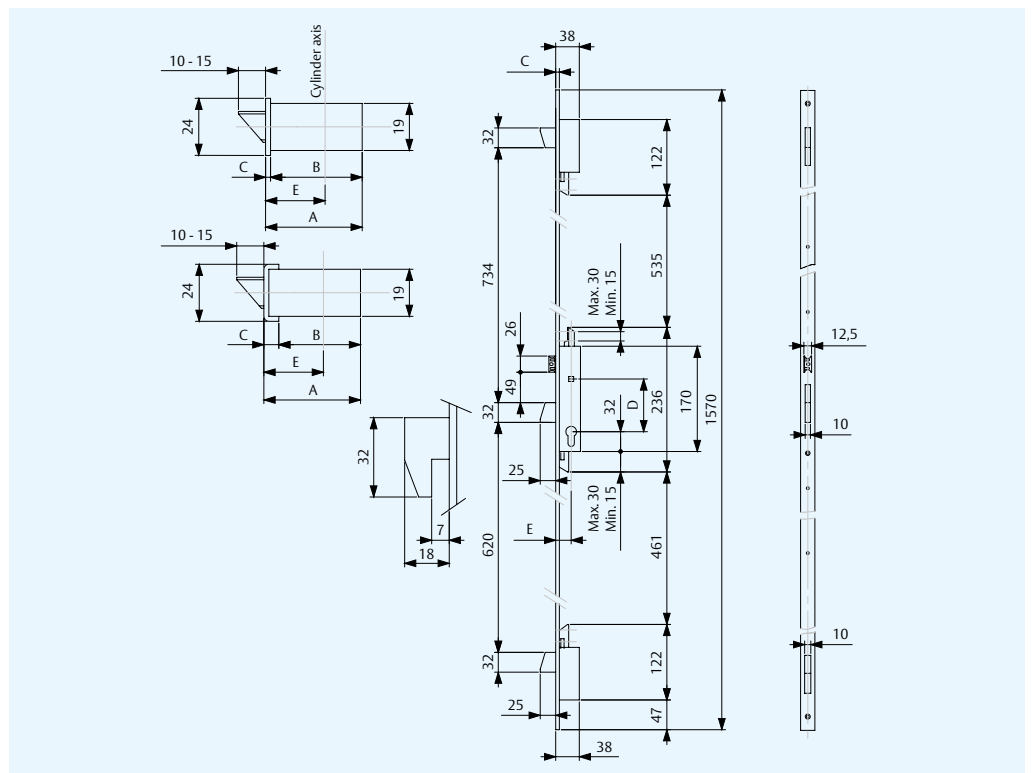 10 - 15
Cylinder axis
24
19
C
B
E
A
10 - 15
24
19
C
B
E
A
32
7
18
38
C
32
122
734
535
Max. 30
Min. 15
26
49
32
32
D
236
170
1570
25
Max. 30
Min. 15
E
620
461
32
122
25
47
38
12,5
10
10